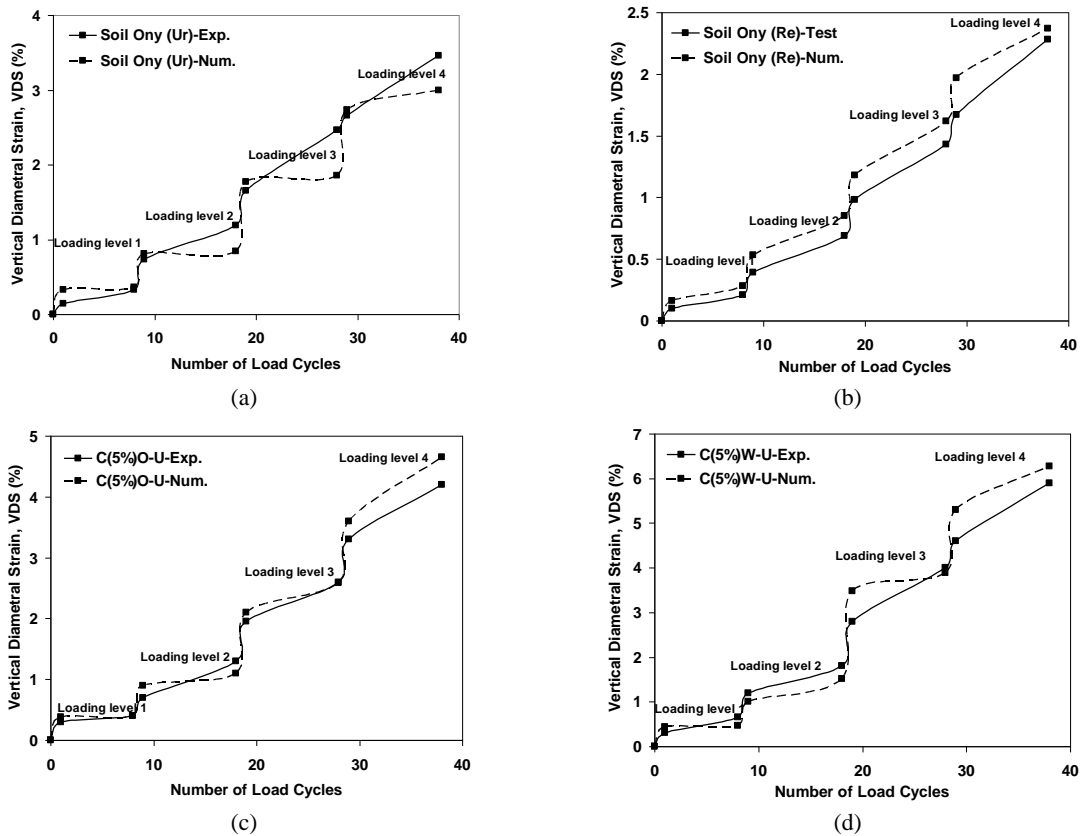 4
3
2
1
0
Vertical Diametral Strain, VDS (%)
Soil Ony (Ur)-Exp.
Soil Ony (Ur)-Num.
Loading level 4
Loading level 3
Loading level 2
Loading level 1
0 10 20 30 40
Number of Load Cycles
(a)
2.5
2
1.5
1
0.5
0
Vertical Diametral Strain, VDS (%)
Soil Ony (Re)-Test
Soil Ony (Re)-Num.
Loading level 4
Loading level 3
Loading level 2
Loading level
0 10 20 30 40
Number of Load Cycles
(b)
5
4
3
2
1
0
Vertical Diametral Strain, VDS (%)
C(5%)O-U-Exp.
C(5%)O-U-Num.
Loading level 4
Loading level 3
Loading level 2
Loading level 1
0 10 20 30 40
Number of Load Cycles
(c)
7
6
5
4
3
2
1
0
Vertical Diametral Strain, VDS (%)
C(5%)W-U-Exp.
C(5%)W-U-Num.
Loading level 4
Loading level 3
Loading level 2
Loading level
0 10 20 30 40
Number of Load Cycles
(d)